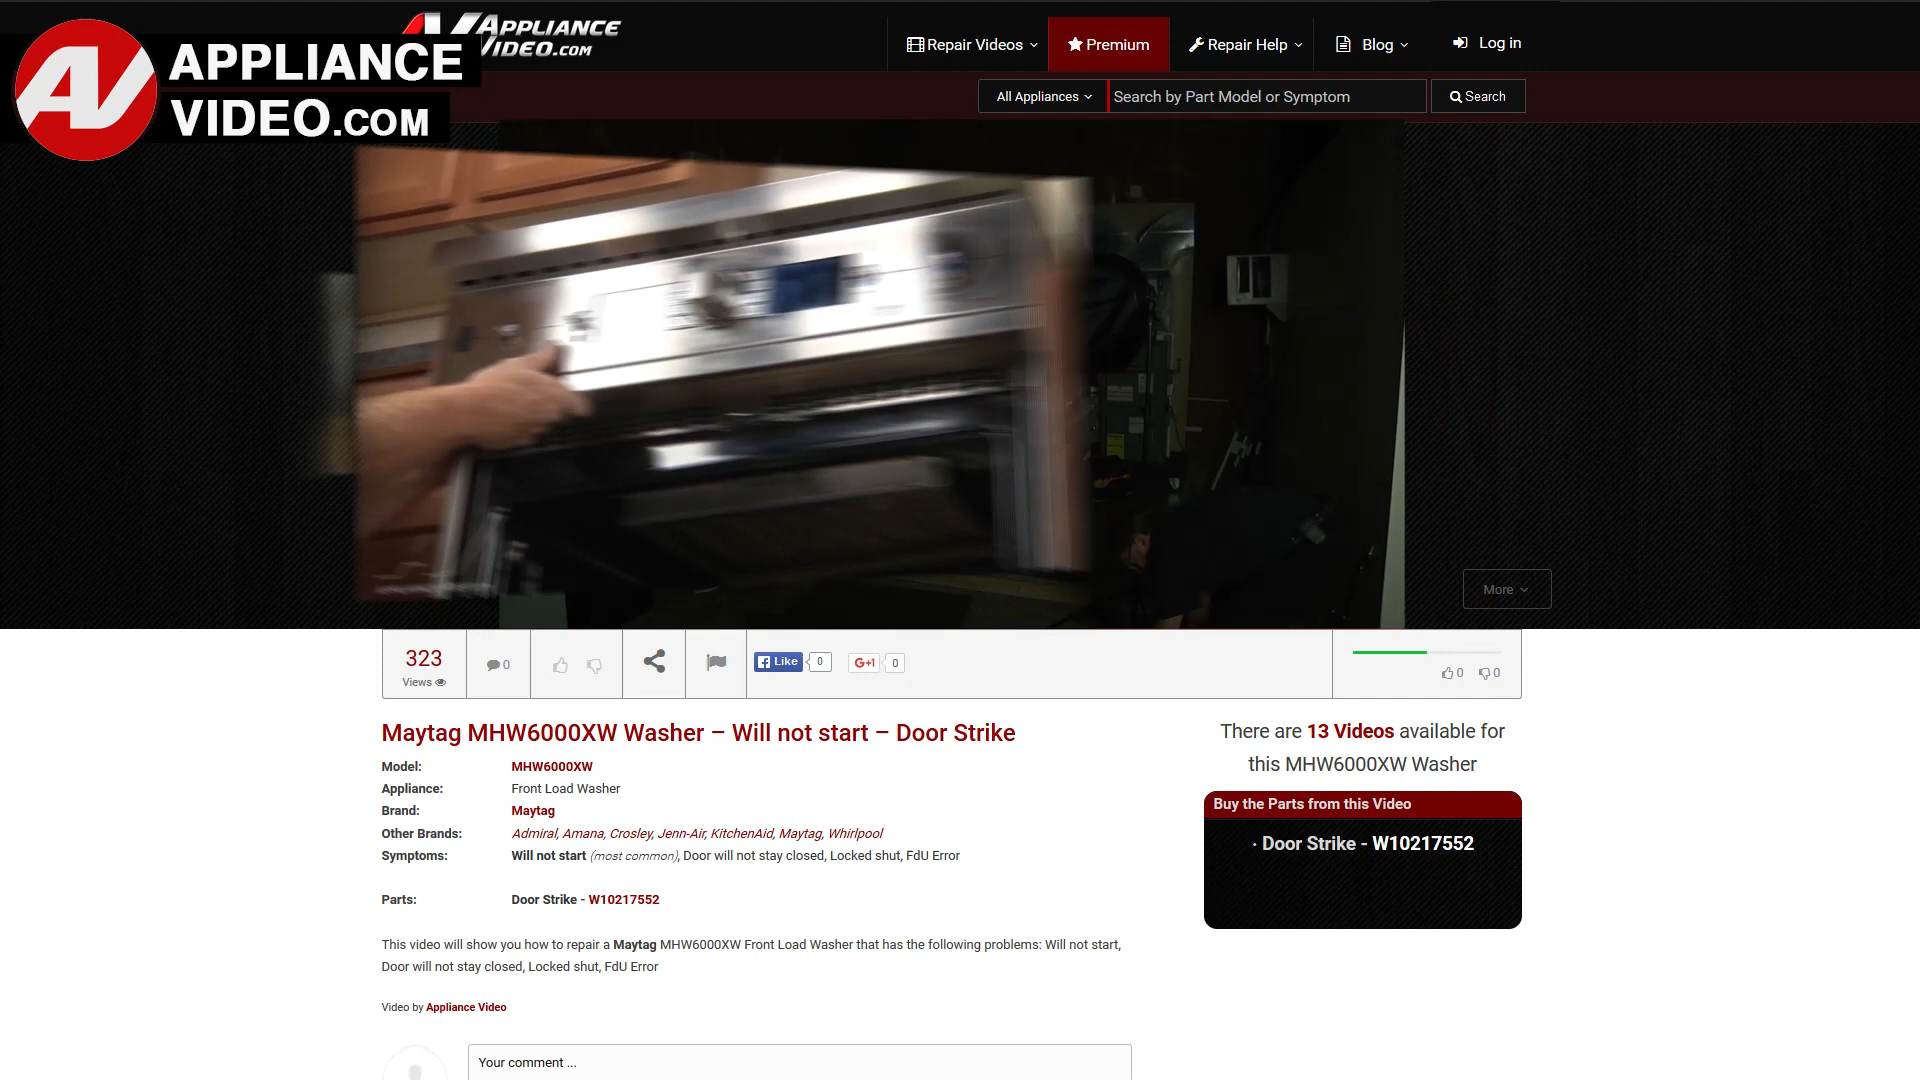 APPLIANCE
VIDEO.COM
APPLIANCE
VIDEO.COM
Repair Videos
Premium
Repair Help
Blog
Log in
All Appliances
Search by Part Model or Symptom
Search
More
323
Views
0
Like
0
G+1
0
0
0
Maytag MHW6000XW Washer – Will not start – Door Strike
Model: MHW6000XW
Appliance: Front Load Washer
Brand: Maytag
Other Brands: Admiral, Amana, Crosley, Jenn-Air, KitchenAid, Maytag, Whirlpool
Symptoms: Will not start (most common), Door will not stay closed, Locked shut, FdU Error
Parts: Door Strike - W10217552
This video will show you how to repair a Maytag MHW6000XW Front Load Washer that has the following problems: Will not start,
Door will not stay closed, Locked shut, FdU Error
Video by Appliance Video
Your comment ...
There are 13 Videos available for
this MHW6000XW Washer
Buy the Parts from this Video
· Door Strike - W10217552